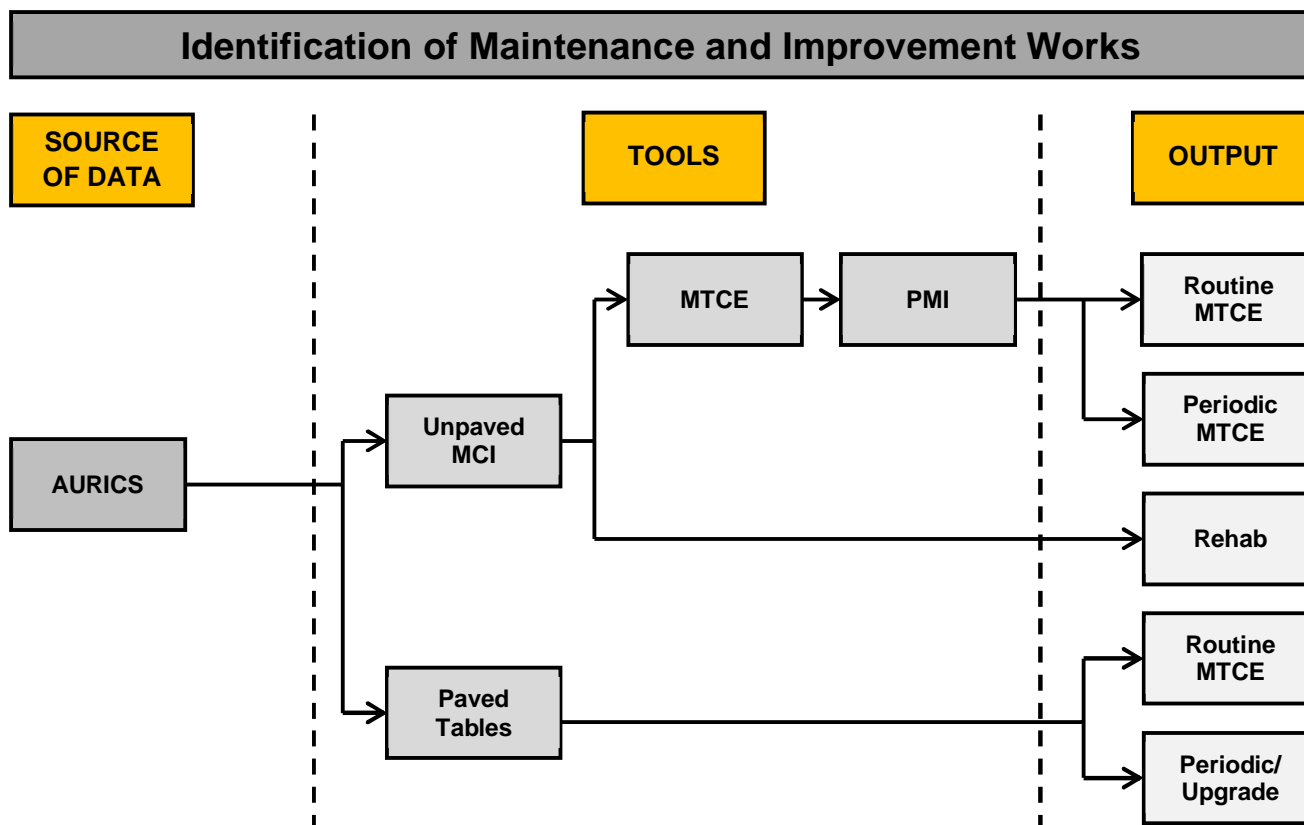 Identification of Maintenance and Improvement Works
SOURCE
OF DATA
TOOLS
OUTPUT
MTCE
PMI
Routine
MTCE
Unpaved
MCI
Periodic
MTCE
AURICS
Rehab
Paved
Tables
Routine
MTCE
Periodic/
Upgrade